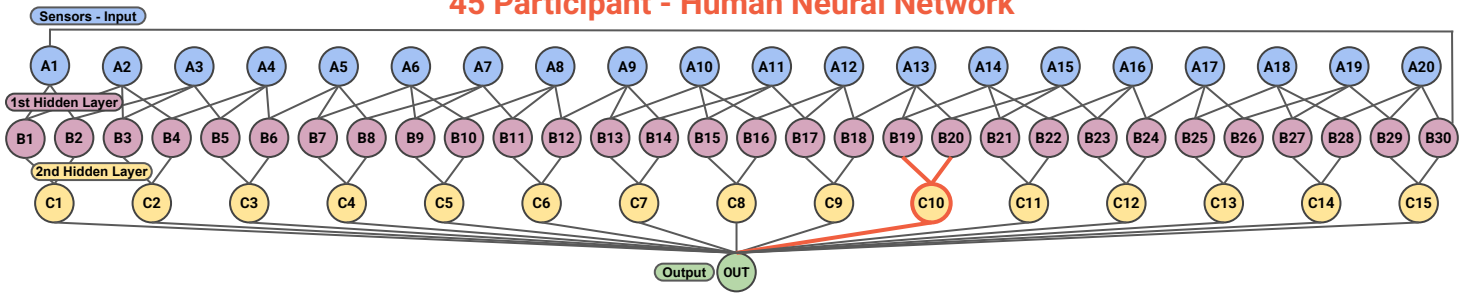 45 Participant - Human Neural Network
Sensors - Input
A1 A2 A3 A4 A5 A6 A7 A8 A9 A10 A11 A12 A13 A14 A15 A16 A17 A18 A19 A20
1st Hidden Layer
B1 B2 B3 B4 B5 B6 B7 B8 B9 B10 B11 B12 B13 B14 B15 B16 B17 B18 B19 B20 B21 B22 B23 B24 B25 B26 B27 B28 B29 B30
2nd Hidden Layer
C1 C2 C3 C4 C5 C6 C7 C8 C9 C10 C11 C12 C13 C14 C15
Output OUT